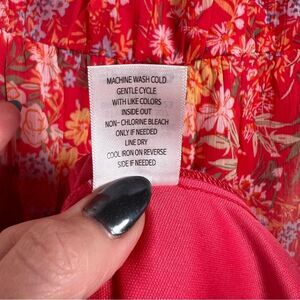 MACHINE WASH COLD
GENTLE CYCLE
WITH LIKE COLORS
INSIDE OUT
NON- CHLORINE BLEACH
ONLY IF NEEDED
LINE DRY
COOL IRON ON REVERSE
SIDE IF NEEDED